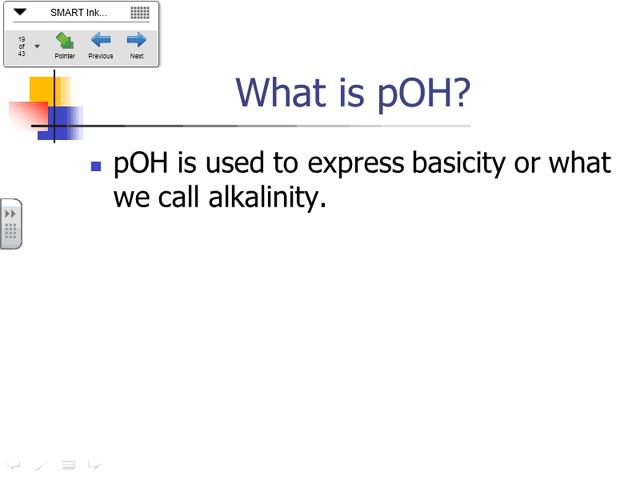 SMART Ink...
19
of
43
Pointer
Previous
Next
What is pOH?
pOH is used to express basicity or what
we call alkalinity.